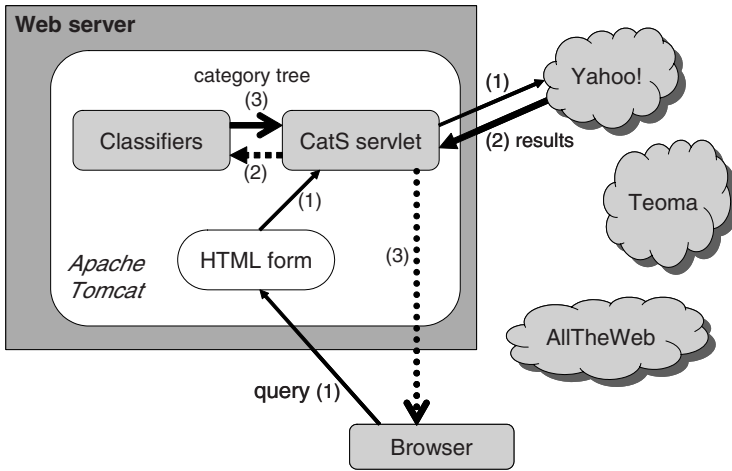 Web server
category tree
(3)
Classifiers
CatS servlet
(2)
(1)
Yahoo!
(2) results
(1)
Teoma
HTML form
(3)
Apache
Tomcat
AllTheWeb
query (1)
Browser